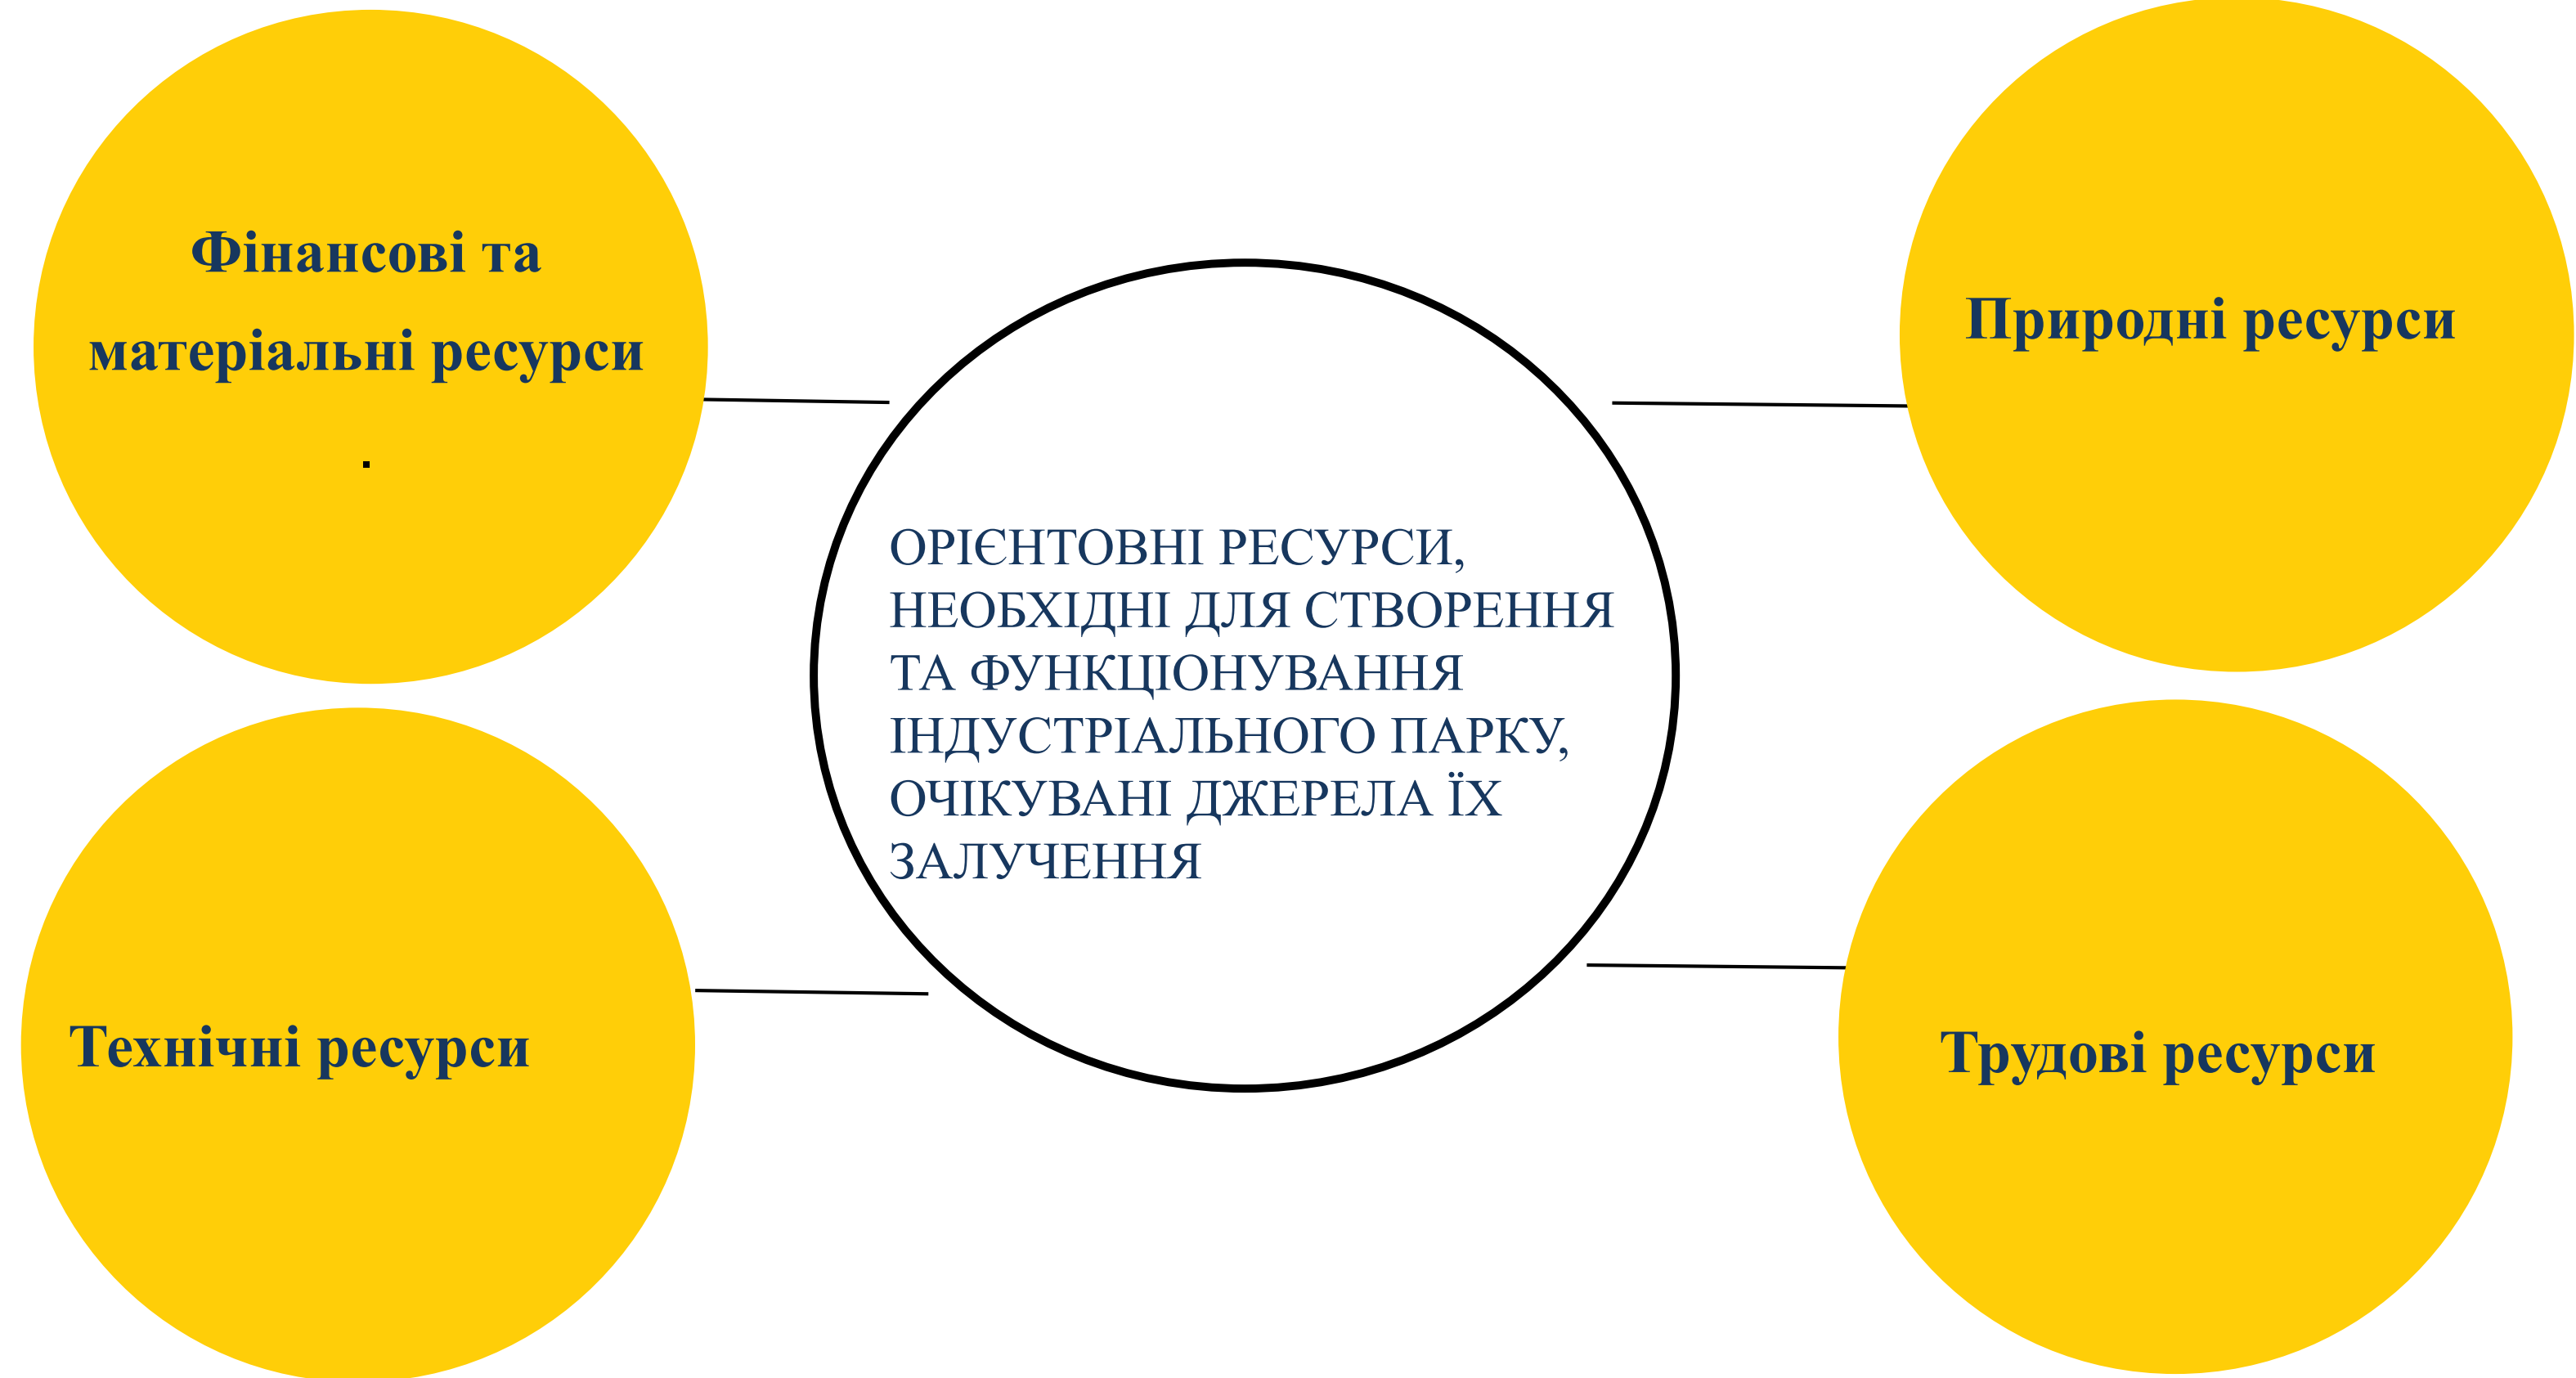 Фінансові та
матеріальні ресурси
.
Природні ресурси
ОРІЄНТОВНІ РЕСУРСИ,
НЕОБХІДНІ ДЛЯ СТВОРЕННЯ
ТА ФУНКЦІОНУВАННЯ
ІНДУСТРІАЛЬНОГО ПАРКУ,
ОЧІКУВАНІ ДЖЕРЕЛА ЇХ
ЗАЛУЧЕННЯ
Технічні ресурси
Трудові ресурси